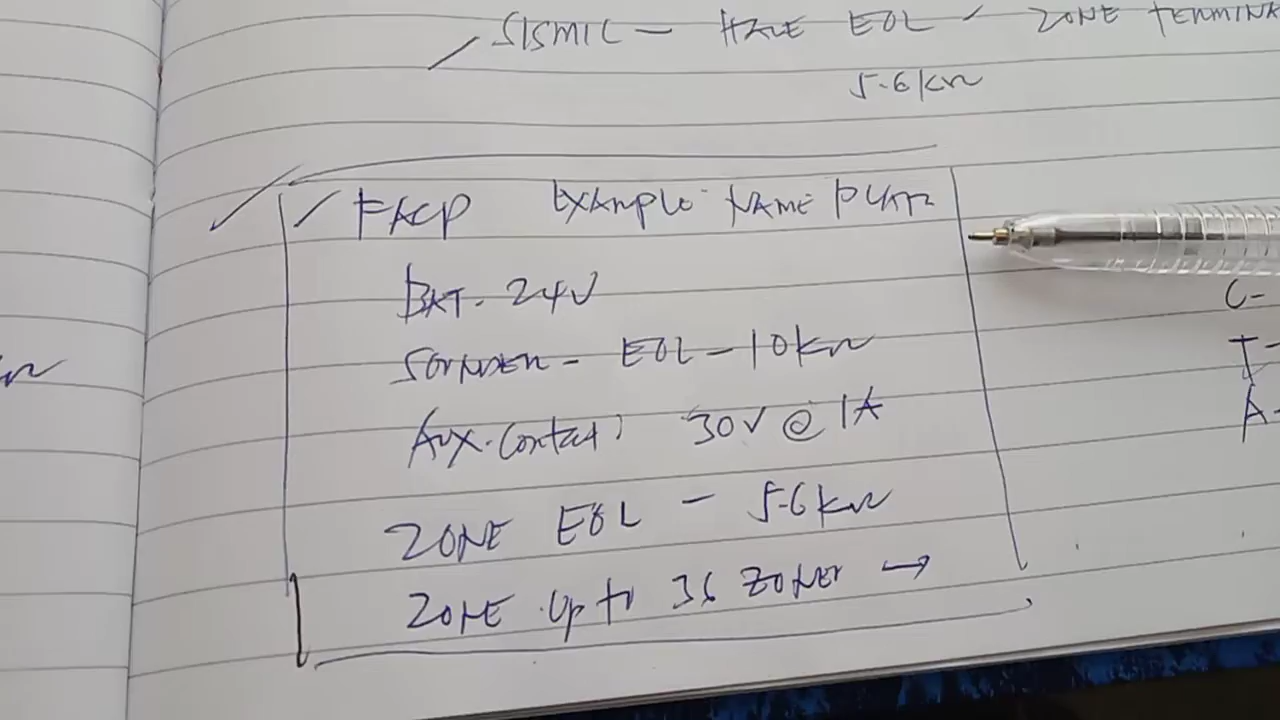 SISMIC - HAVE EOL / ZONE TERMINA
5.6kΩ
FACP EXAMPLE NAME PLATE
BAT. 24V
SOUNDER - EOL - 10kΩ
AUX. Contact 30V @ 1A
ZONE EOL - 5.6kΩ
ZONE Up to 36 ZONES →
C-
I-
A-